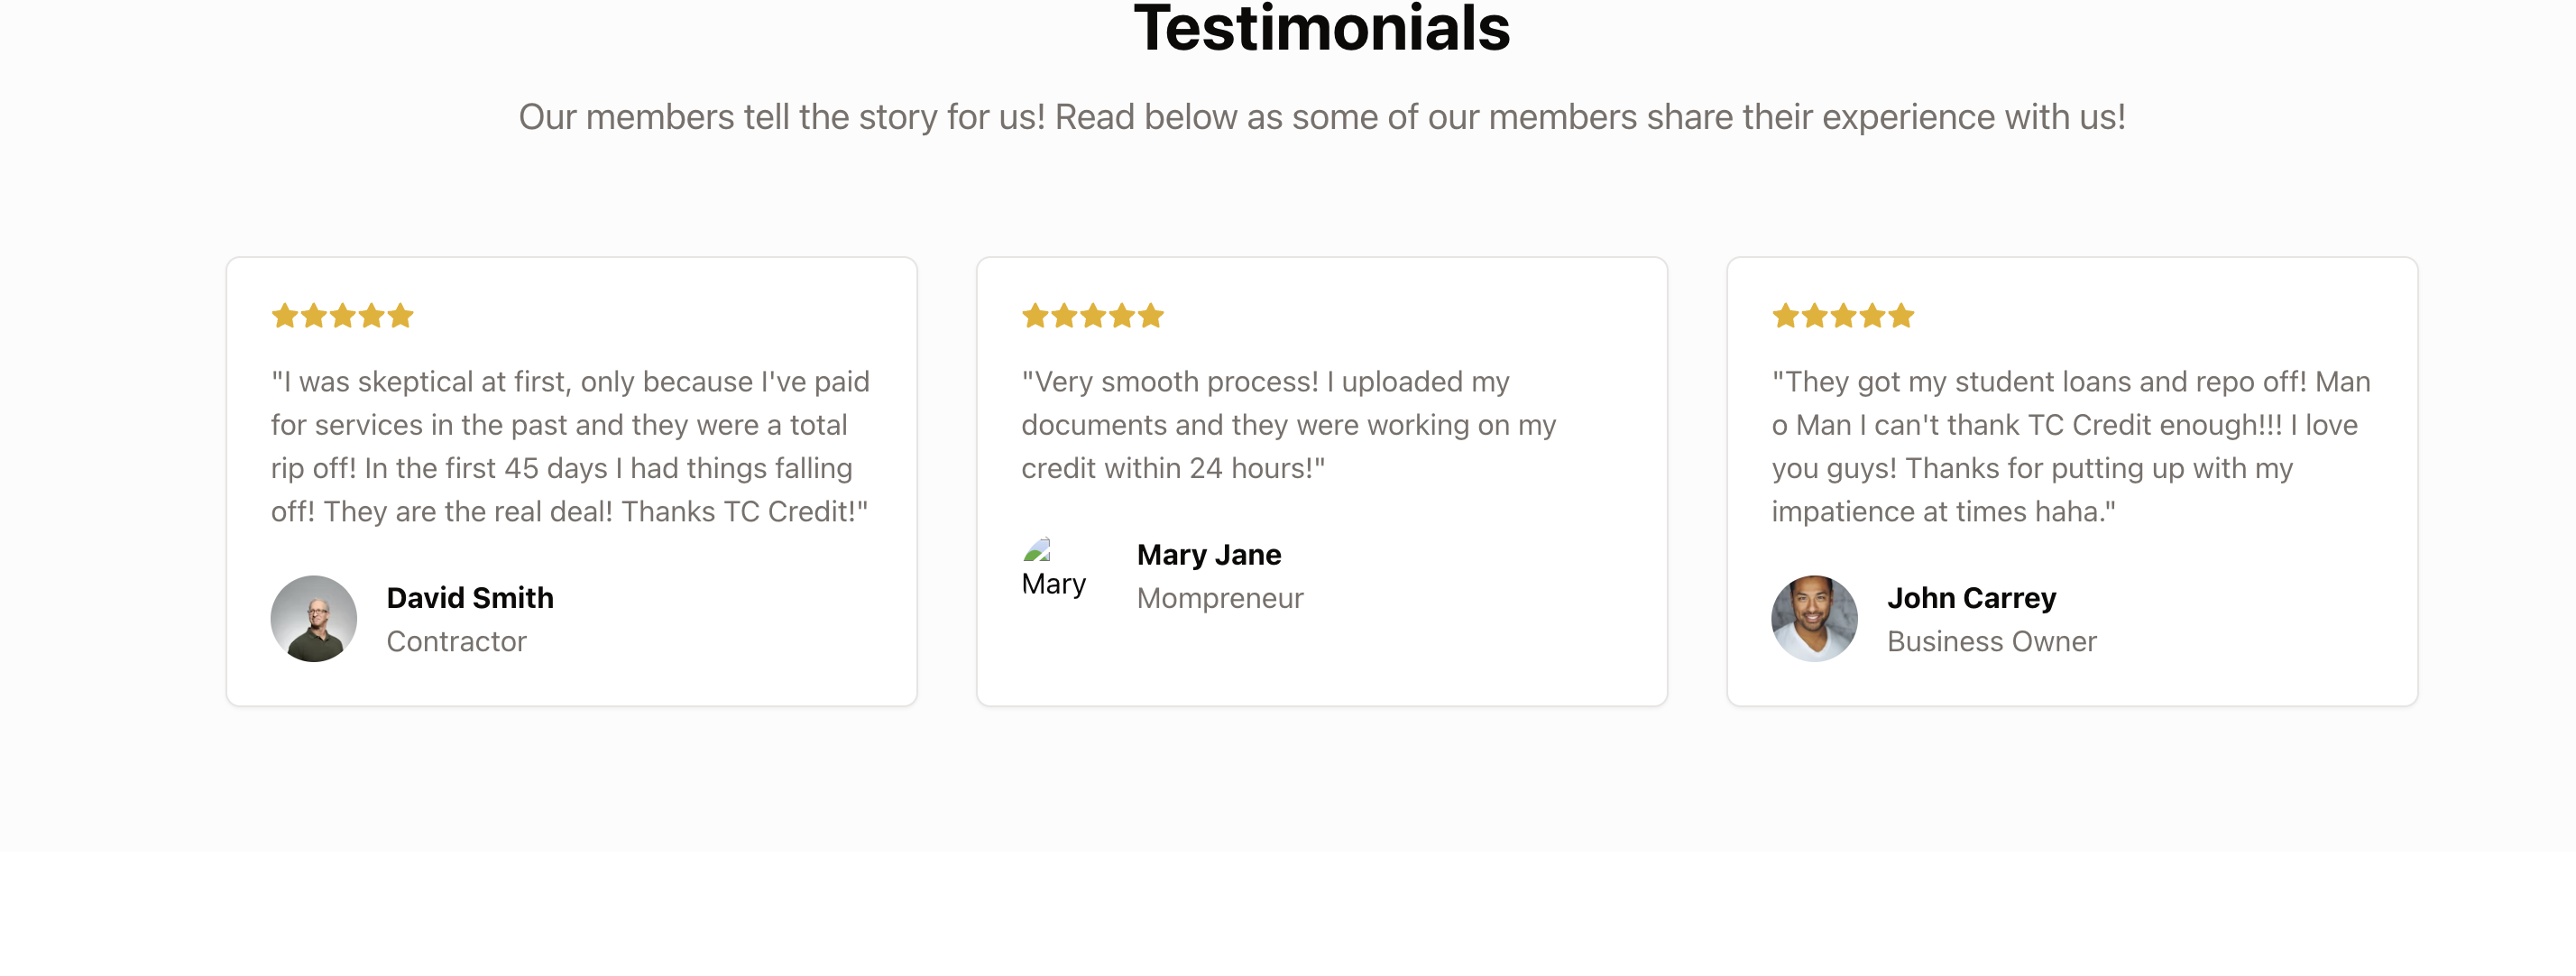 Testimonials
Our members tell the story for us! Read below as some of our members share their experience with us!
"I was skeptical at first, only because I've paid
for services in the past and they were a total
rip off! In the first 45 days I had things falling
off! They are the real deal! Thanks TC Credit!"
David Smith
Contractor
"Very smooth process! I uploaded my
documents and they were working on my
credit within 24 hours!"
Mary
Mary Jane
Mompreneur
"They got my student loans and repo off! Man
o Man I can't thank TC Credit enough!!! I love
you guys! Thanks for putting up with my
impatience at times haha."
John Carrey
Business Owner